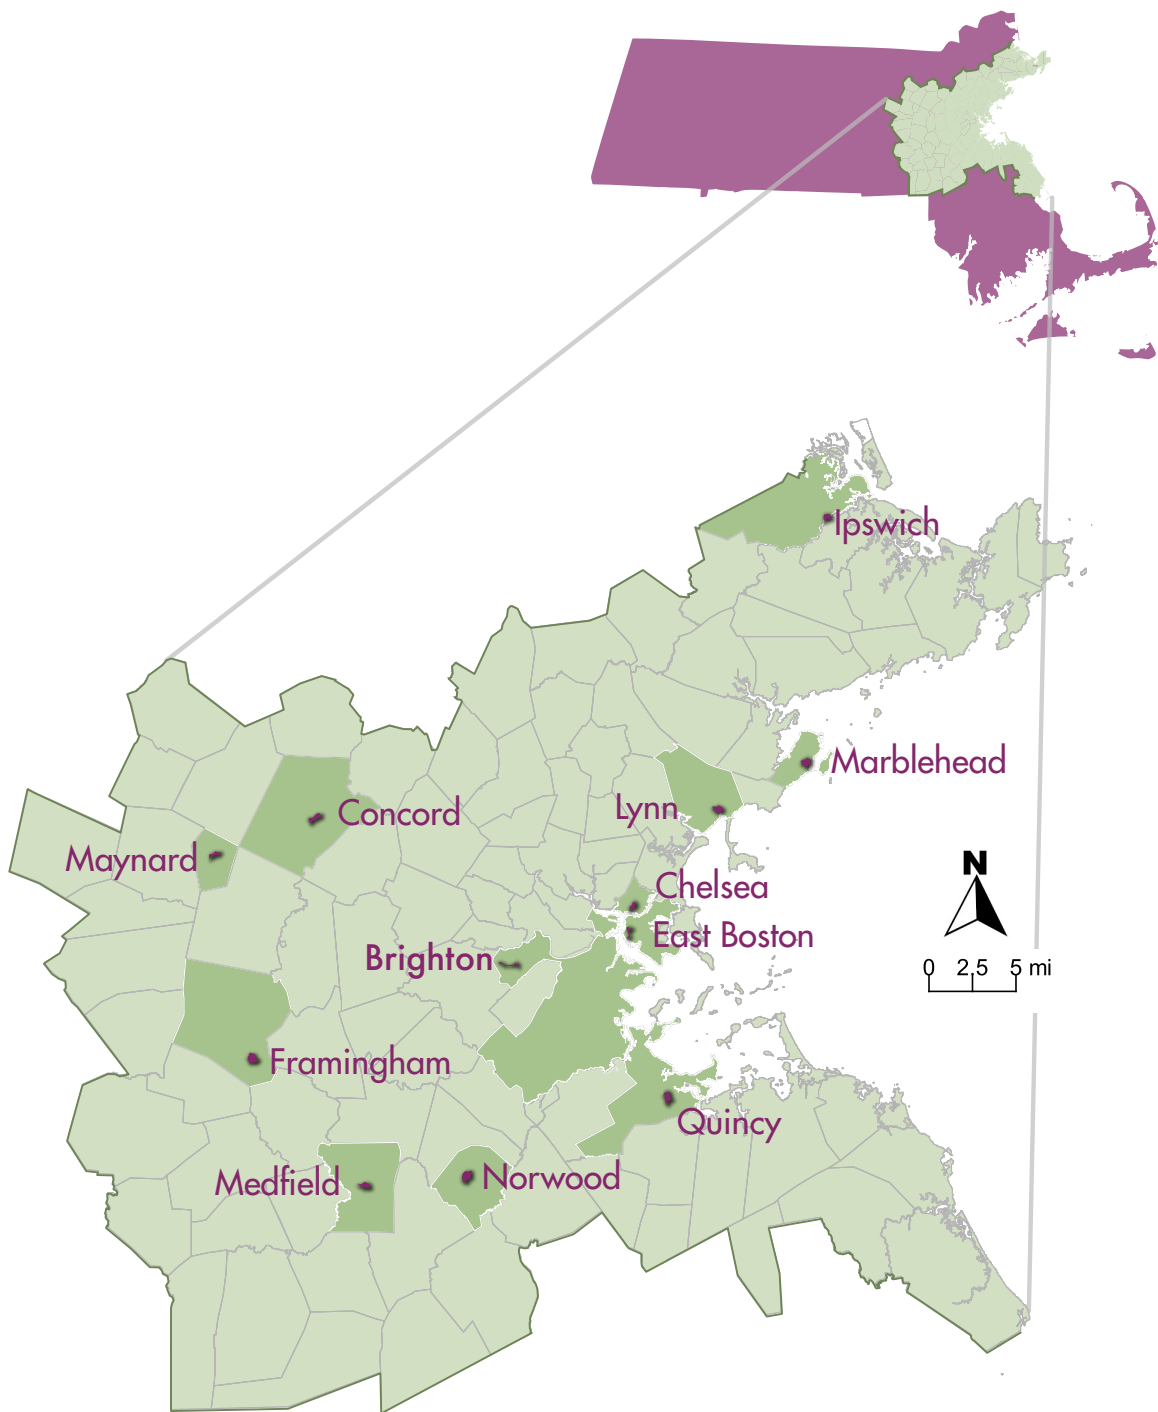 Ipswich
Marblehead
Lynn
Concord
Maynard
N
Chelsea
East Boston
Brighton
0 2.5 5 mi
Framingham
Quincy
Medfield
Norwood